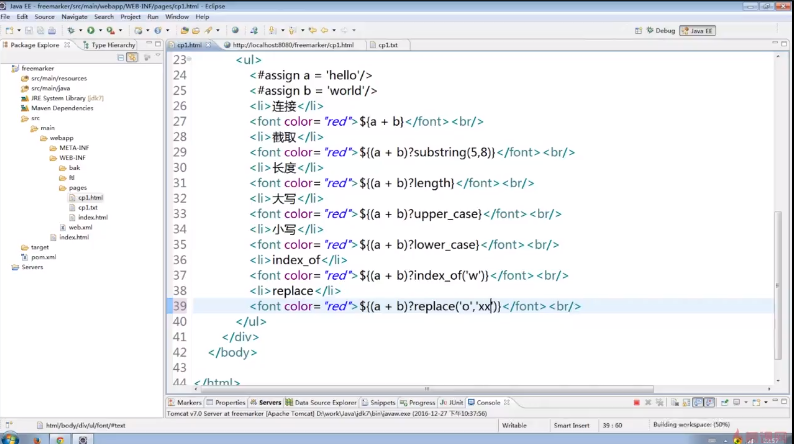 Java EE - freemarker/src/main/webapp/WEB-INF/pages/cp1.html - Eclipse
File Edit Source Navigate Search Project Run Window Help
Debug Java EE
Package Explorer Type Hierarchy
cp1.html http://localhost:8080/freemarker/cp1.html cp1.txt
freemarker
src/main/resources
src/main/java
JRE System Library [jdk7]
Maven Dependencies
src
main
webapp
META-INF
WEB-INF
bak
ftl
pages
cp1.html
cp1.txt
index.html
web.xml
index.html
target
pom.xml
Servers
23 <ul>
24 <#assign a = 'hello'/>
25 <#assign b = 'world'/>
26 <li>连接</li>
27 <font color="red">${a + b}</font><br/>
28 <li>截取</li>
29 <font color="red">${(a + b)?substring(5,8)}</font><br/>
30 <li>长度</li>
31 <font color="red">${(a + b)?length}</font><br/>
32 <li>大写</li>
33 <font color="red">${(a + b)?upper_case}</font><br/>
34 <li>小写</li>
35 <font color="red">${(a + b)?lower_case}</font><br/>
36 <li>index_of</li>
37 <font color="red">${(a + b)?index_of('w')}</font><br/>
38 <li>replace</li>
39 <font color="red">${(a + b)?replace('o','xx')}</font><br/>
40 </ul>
41 </div>
42 </body>
43
44 </html>
Markers Properties Servers Data Source Explorer Snippets Progress JUnit Console
Tomcat v7.0 Server at freemarker [Apache Tomcat] D:\work\Java\jdk7\bin\javaw.exe (2016-12-27 下午10:37:56)
html/body/div/ul/font/#text Writable Smart Insert 39 : 60 Building workspace: (50%)